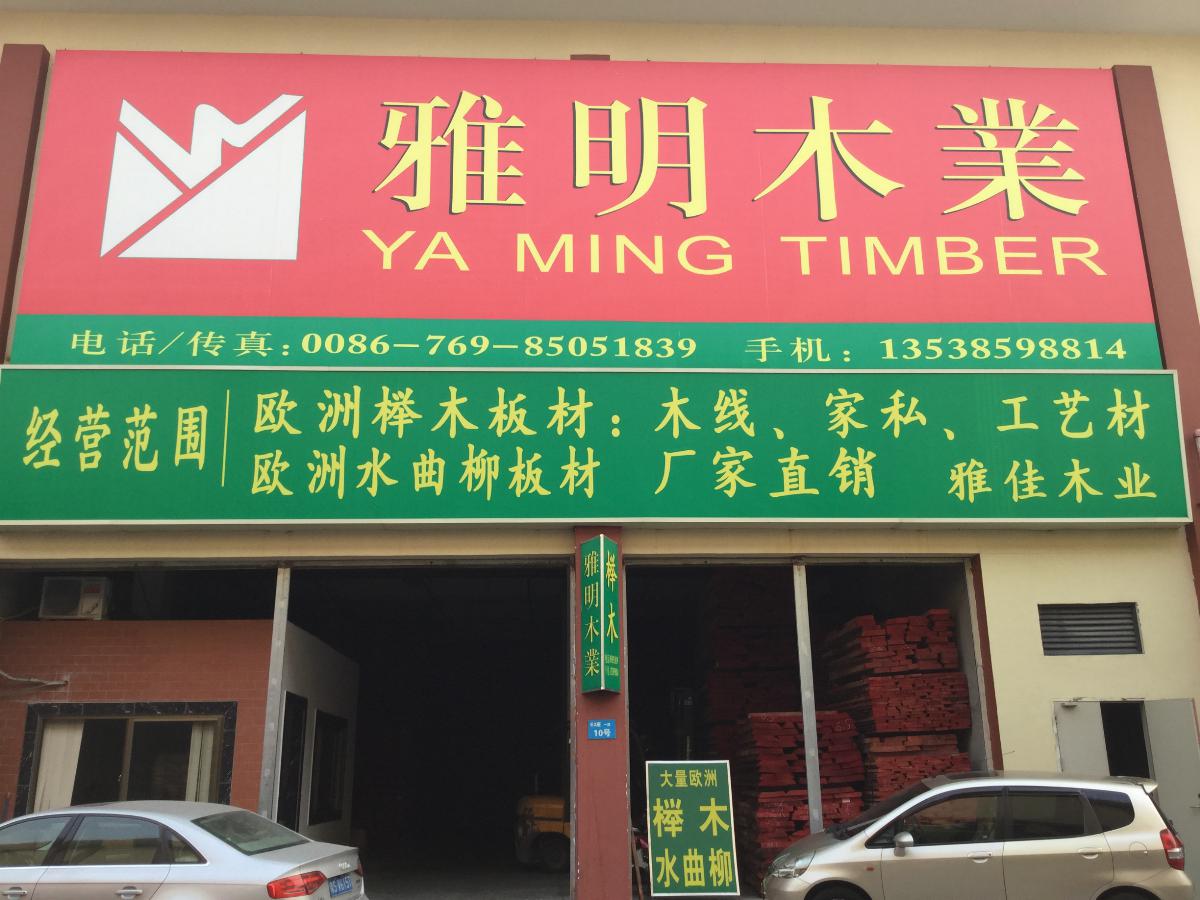 雅明木業
YA MING TIMBER
电话/传真:0086-769-85051839 手机:13538598814
经营范围
欧洲榉木板材:木线、家私、工艺材
欧洲水曲柳板材 厂家直销 雅佳木业
雅明木業
榉木
10号
大量欧洲
榉木
水曲柳